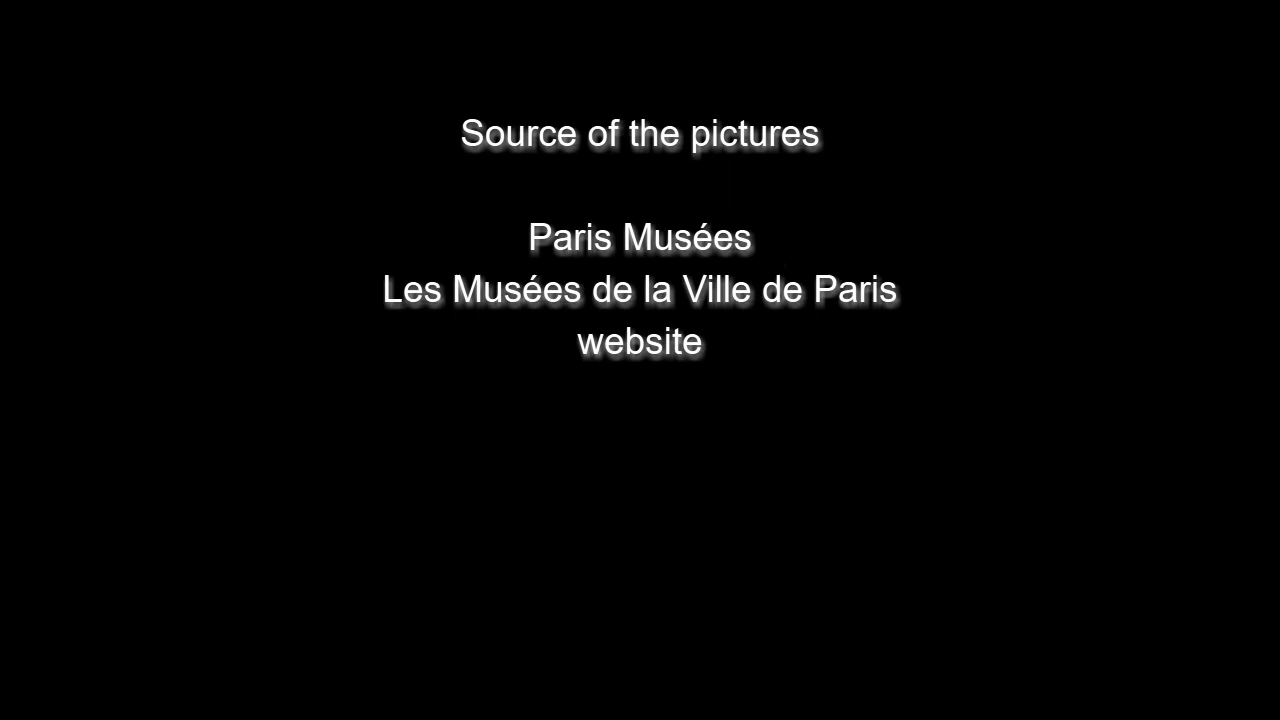 Source of the pictures
Paris Musées
Les Musées de la Ville de Paris
website